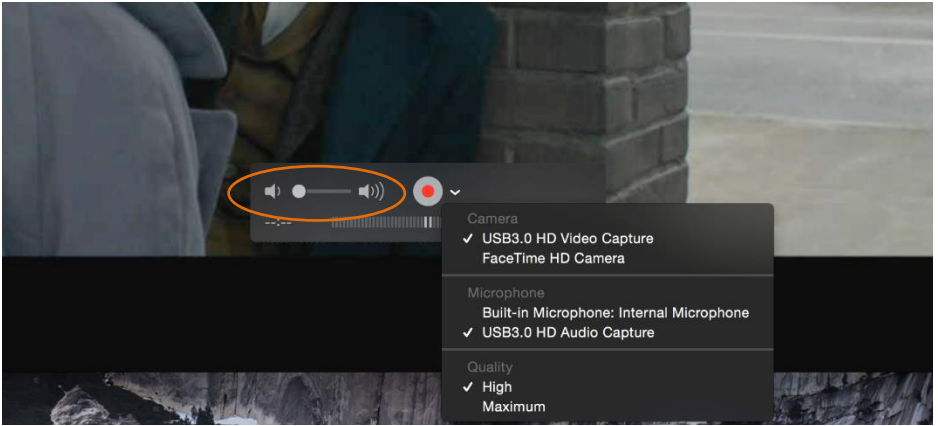 --:--
Camera
✓ USB3.0 HD Video Capture
FaceTime HD Camera
Microphone
Built-in Microphone: Internal Microphone
✓ USB3.0 HD Audio Capture
Quality
✓ High
Maximum